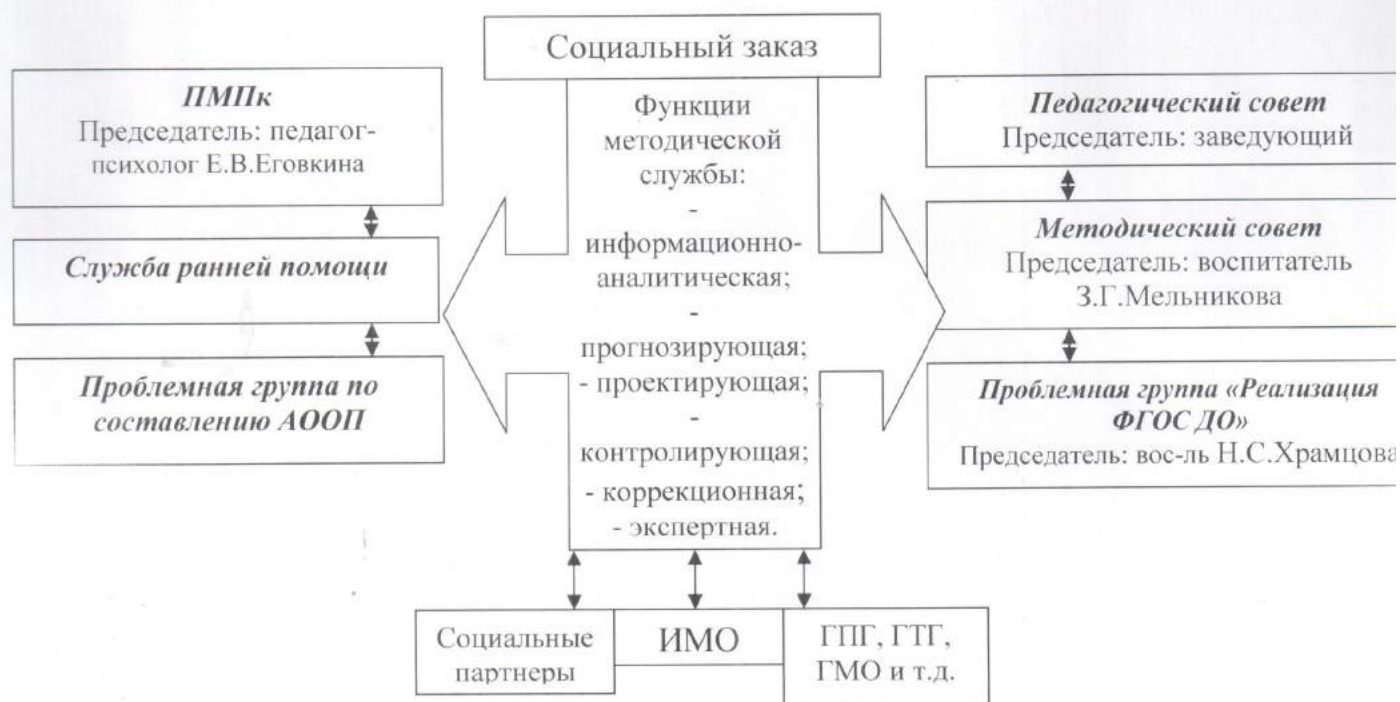 Социальный заказ
ПМПк
Председатель: педагог-
психолог Е.В.Еговкина
Служба ранней помощи
Проблемная группа по
составлению АООП
Функции
методической
службы:
-
информационно-
аналитическая;
-
прогнозирующая;
- проектирующая;
-
контролирующая;
- коррекционная;
- экспертная.
Педагогический совет
Председатель: заведующий
Методический совет
Председатель: воспитатель
З.Г.Мельникова
Проблемная группа «Реализация
ФГОС ДО»
Председатель: вос-ль Н.С.Храмцова
Социальные
партнеры
ИМО
ГПГ, ГТГ,
ГМО и т.д.